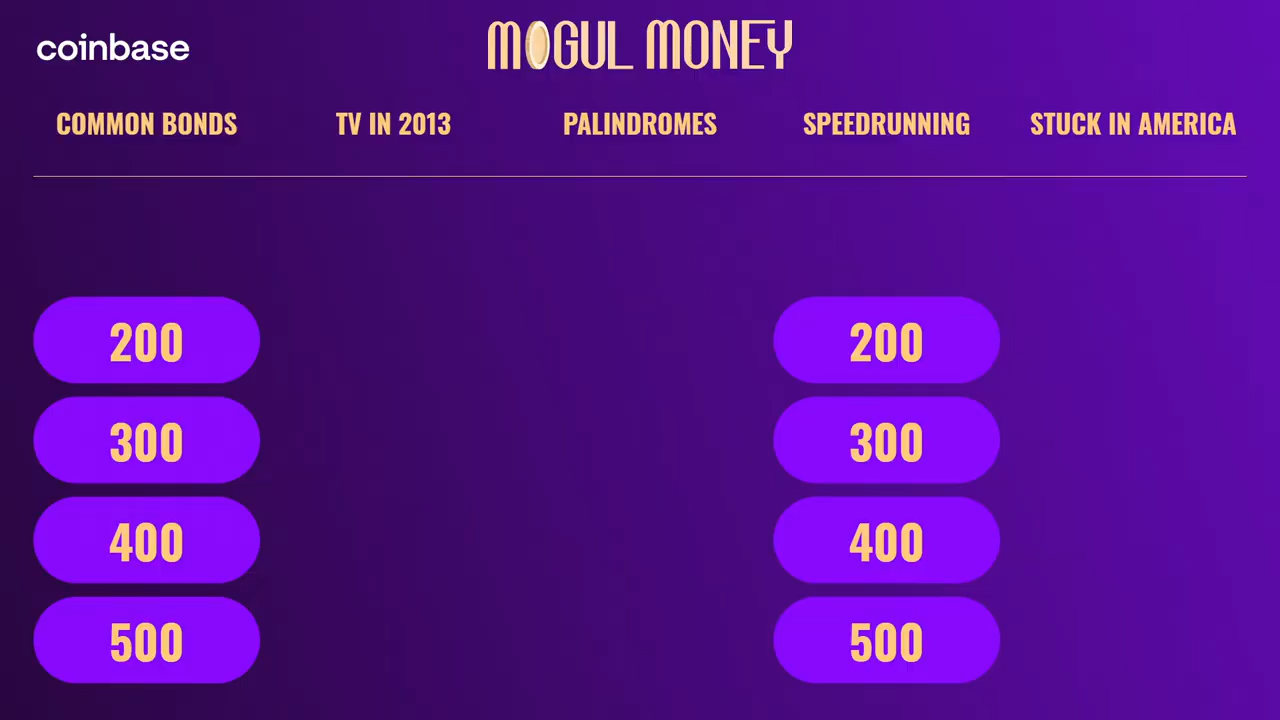 coinbase
MOGUL MONEY
COMMON BONDS
TV IN 2013
PALINDROMES
SPEEDRUNNING
STUCK IN AMERICA
200
200
300
300
400
400
500
500